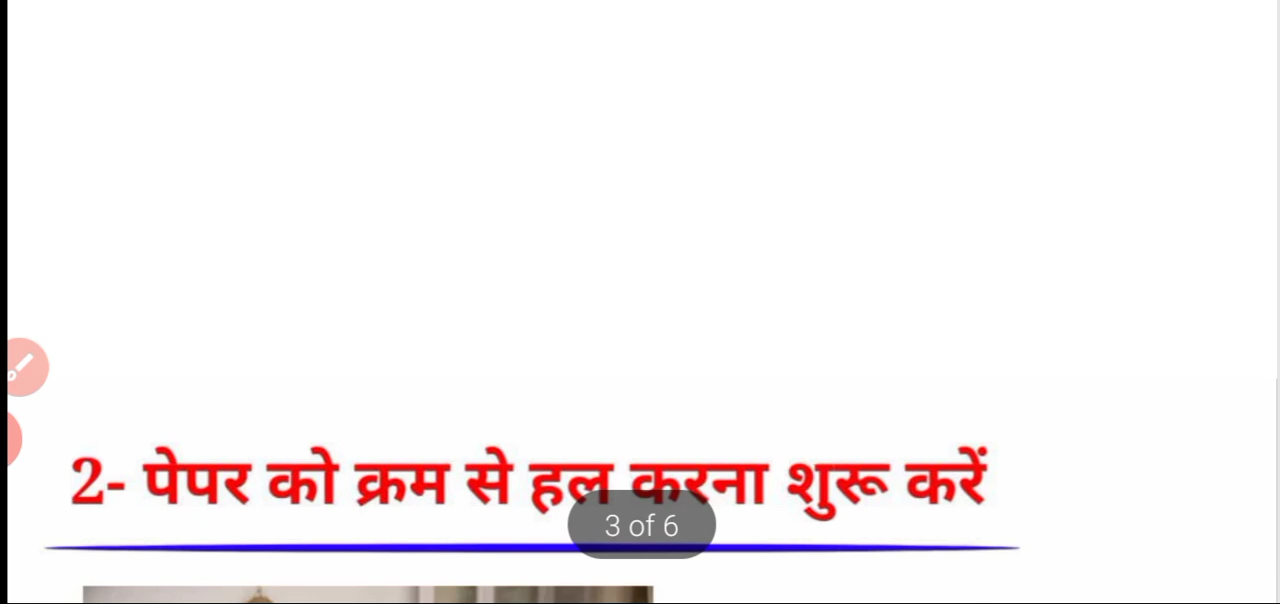 2- पेपर को क्रम से हल करना शुरू करें
3 of 6